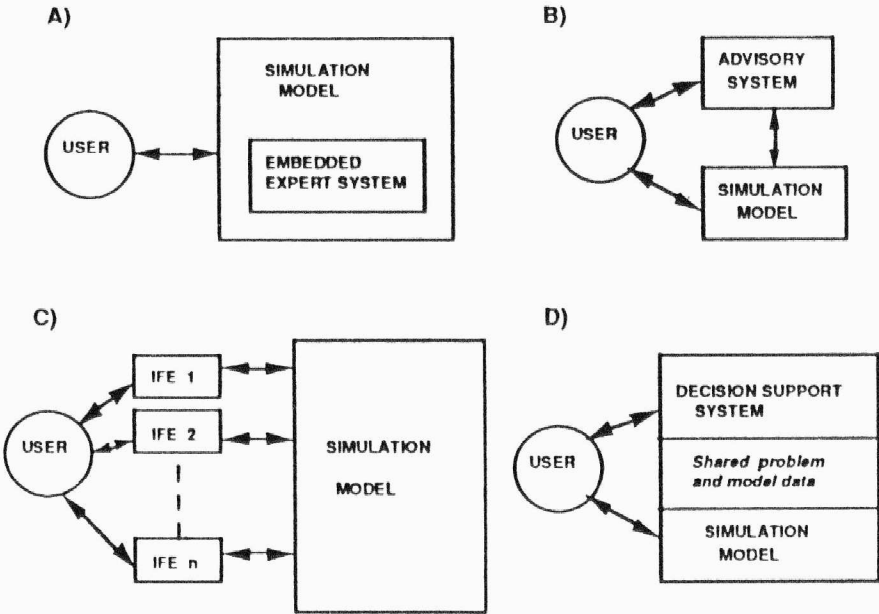 A)
SIMULATION
MODEL
USER
EMBEDDED
EXPERT SYSTEM
B)
ADVISORY
SYSTEM
USER
SIMULATION
MODEL
C)
IFE 1
IFE 2
USER
SIMULATION
MODEL
IFE n
D)
DECISION SUPPORT
SYSTEM
USER
Shared problem
and model data
SIMULATION
MODEL